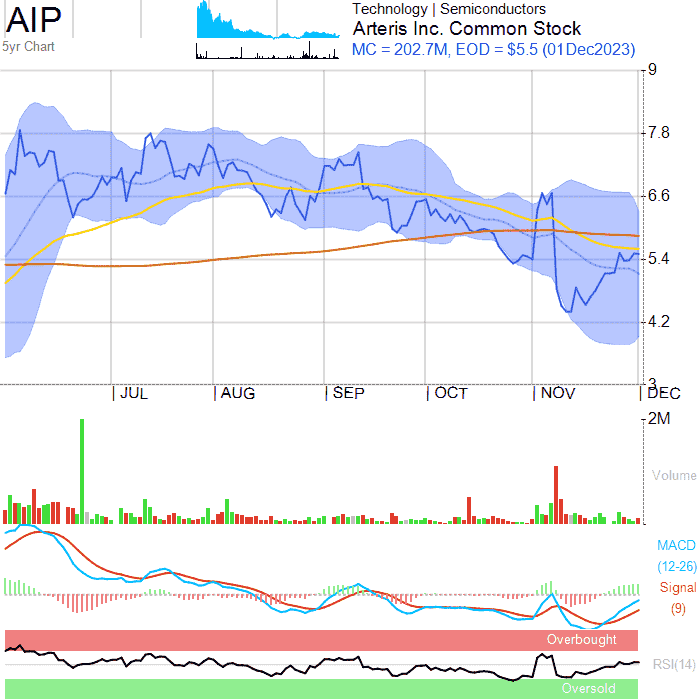 AIP
5yr Chart
Technology | Semiconductors
Arteris Inc. Common Stock
MC = 202.7M, EOD = $5.5 (01Dec2023)
9
7.8
6.6
5.4
4.2
3
JUL AUG SEP OCT NOV DEC
2M
Volume
MACD
(12-26)
Signal
(9)
Overbought
RSI(14)
Oversold